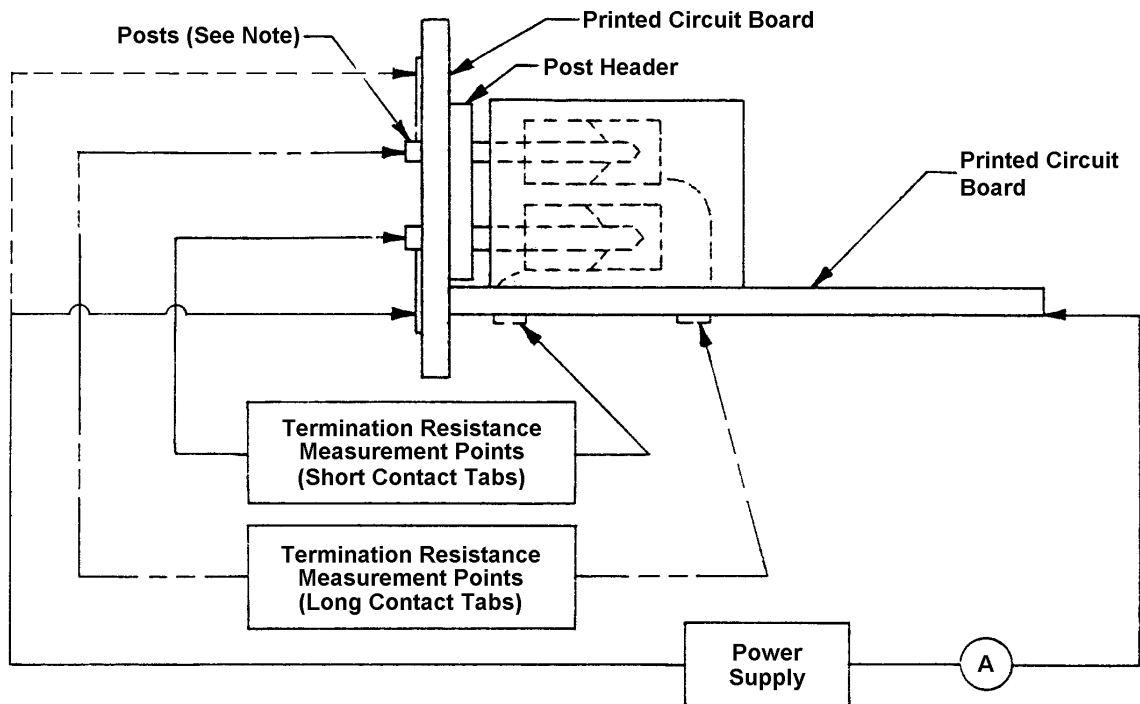 Printed Circuit Board
Posts (See Note)
Post Header
Printed Circuit
Board
Termination Resistance
Measurement Points
(Short Contact Tabs)
Termination Resistance
Measurement Points
(Long Contact Tabs)
Power
Supply
A